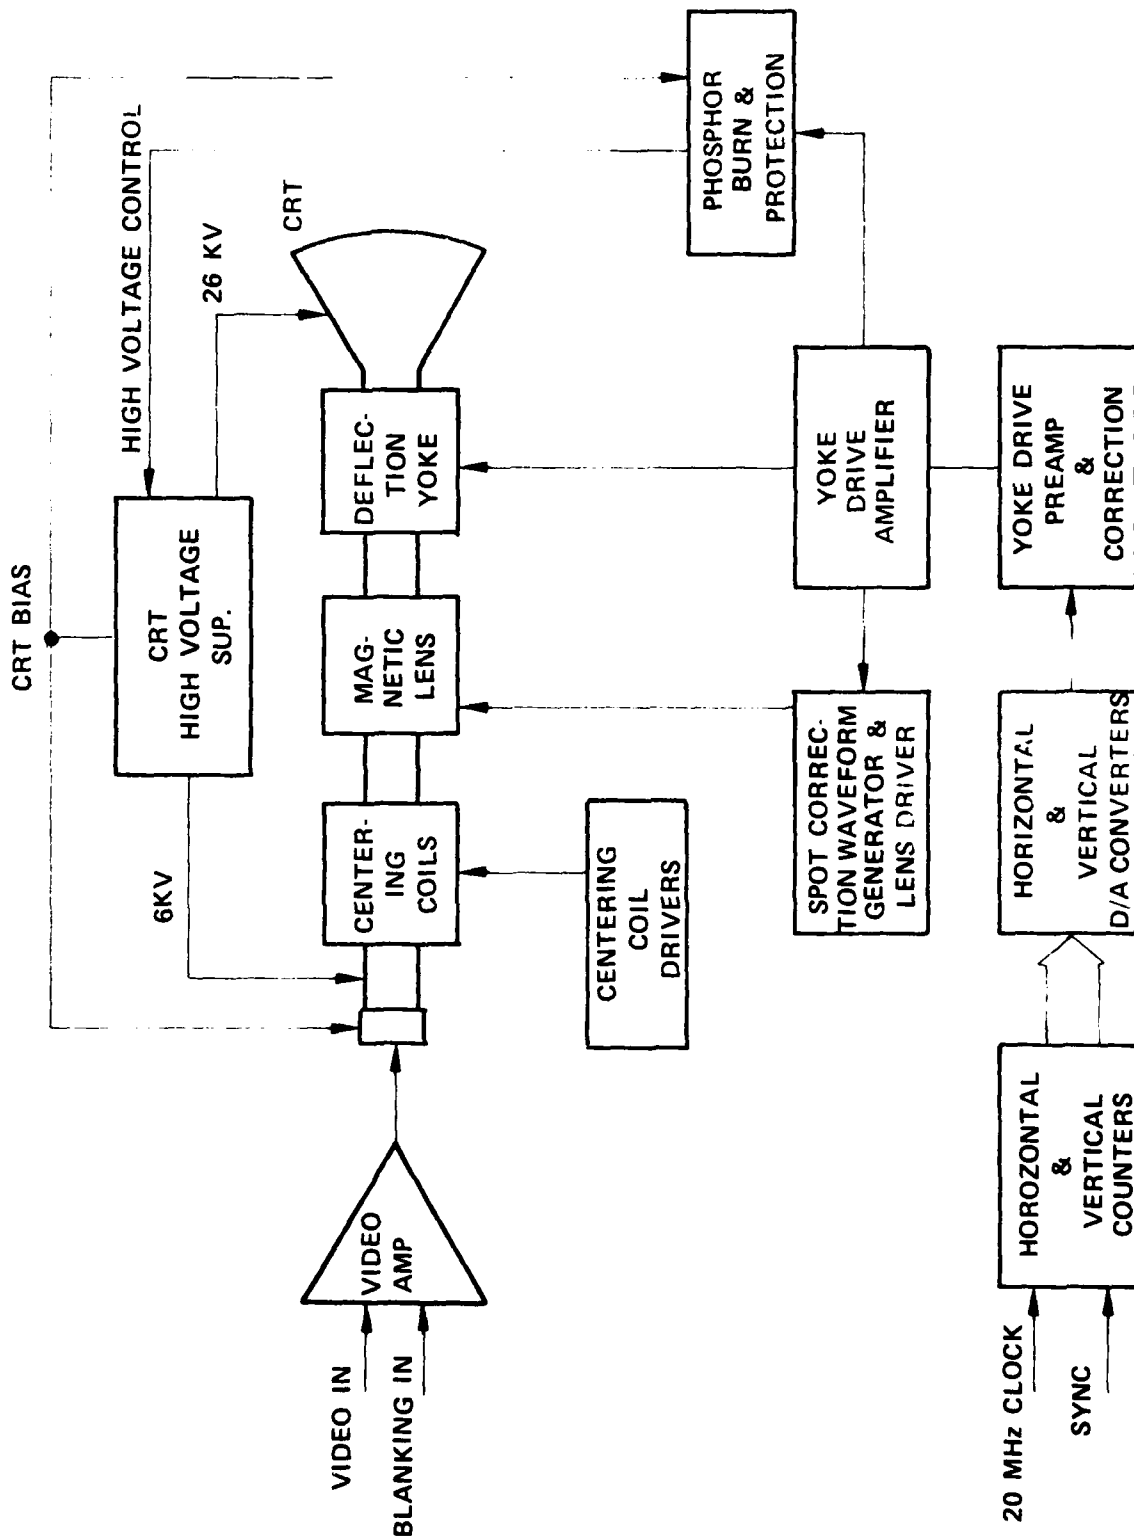 CRT BIAS
HIGH VOLTAGE CONTROL
CRT
HIGH VOLTAGE
SUP.
6KV
26 KV
CRT
VIDEO IN
BLANKING IN
VIDEO
AMP
CENTER-
ING
COILS
MAG-
NETIC
LENS
DEFLEC-
TION
YOKE
CENTERING
COIL
DRIVERS
PHOSPHOR
BURN &
PROTECTION
SPOT CORREC-
TION WAVEFORM
GENERATOR &
LENS DRIVER
YOKE
DRIVE
AMPLIFIER
20 MHz CLOCK
SYNC
HOROZONTAL
&
VERTICAL
COUNTERS
HORIZONTAL
&
VERTICAL
D/A CONVERTERS
YOKE DRIVE
PREAMP
&
CORRECTION